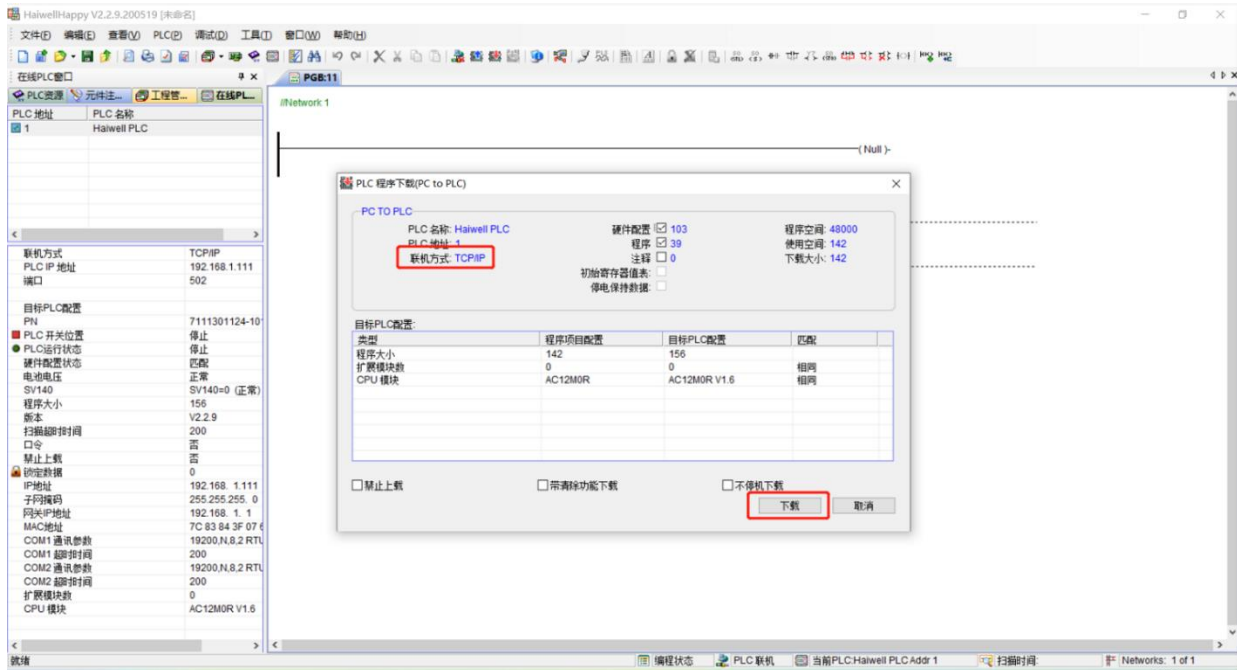 HaiwellHappy V2.2.9.200519 [未命名]
文件(F) 编辑(E) 查看(V) PLC(P) 调试(D) 工具(T) 窗口(W) 帮助(H)
在线PLC窗口
PLC资源 元件注... 工程管... 在线PL...
PGB:11
PLC 地址 PLC 名称
1 Haiwell PLC
//Network 1
( Null )-
PLC 程序下载(PC to PLC)
PC TO PLC
PLC 名称: Haiwell PLC 硬件配置: 103 程序空间: 48000
PLC 地址: 1 程序 39 使用空间: 142
联机方式: TCP/IP 注释 0 下载大小: 142
初始寄存器值表:
停电保持数据:
目标PLC配置:
类型 程序项目配置 目标PLC配置 匹配
程序大小 142 156
扩展模块数 0 0 相同
CPU 模块 AC12M0R AC12M0R V1.6 相同
禁止上载 带清除功能下载 不停机下载
下载 取消
联机方式 TCP/IP
PLC IP 地址 192.168.1.111
端口 502
目标PLC配置
PN 7111301124-10
PLC 开关位置 停止
PLC运行状态 停止
硬件配置状态 匹配
电池电压 正常
SV140 SV140=0 (正常)
程序大小 156
版本 V2.2.9
扫描超时时间 200
口令 否
禁止上载 否
锁定数据 0
IP地址 192.168. 1.111
子网掩码 255.255.255. 0
网关IP地址 192.168. 1. 1
MAC地址 7C 83 84 3F 07
COM1 通讯参数 19200,N,8,2 RTU
COM1 超时时间 200
COM2 通讯参数 19200,N,8,2 RTU
COM2 超时时间 200
扩展模块数 0
CPU 模块 AC12M0R V1.6
就绪 编程状态 PLC 联机 当前PLC:Haiwell PLC Addr 1 扫描时间: Networks: 1 of 1